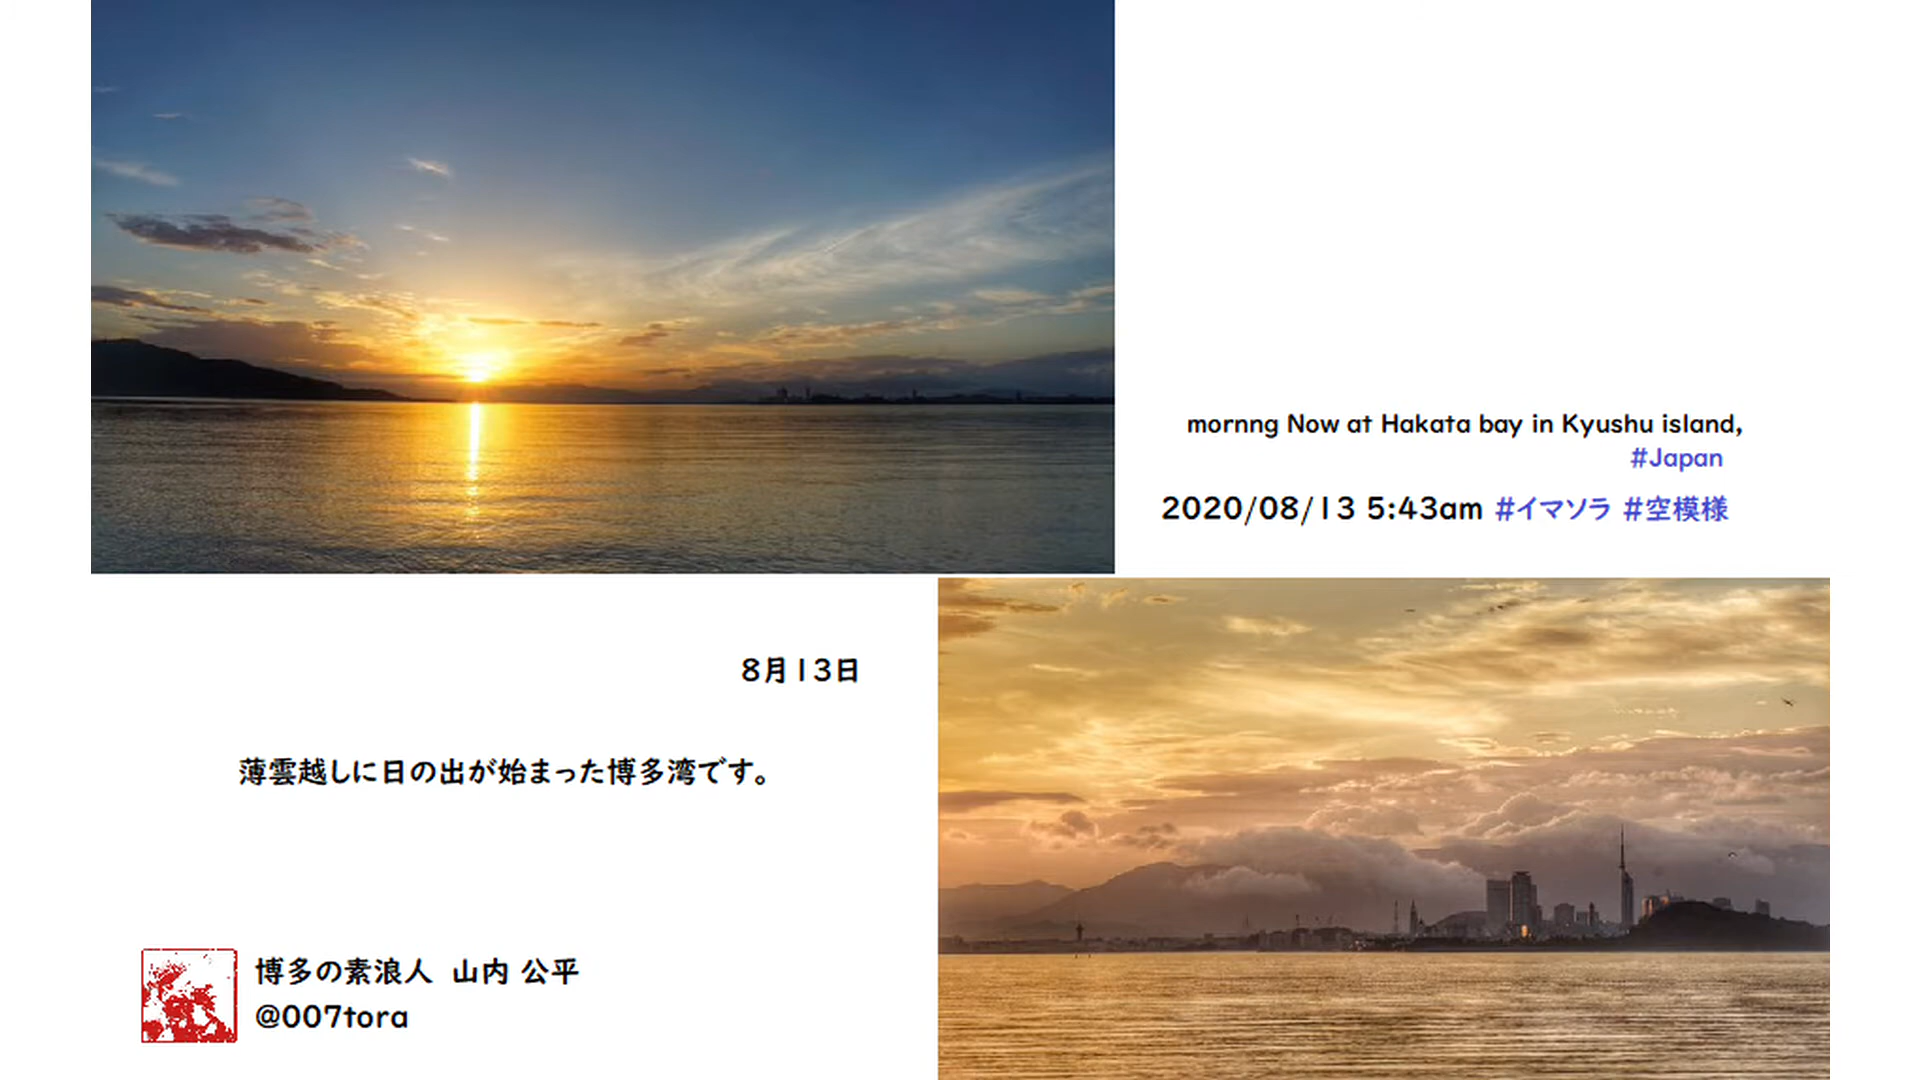 mornng Now at Hakata bay in Kyushu island,
#Japan
2020/08/13 5:43am #イマソラ #空模様
8月13日
薄雲越しに日の出が始まった博多湾です。
博多の素浪人 山内 公平
@007tora